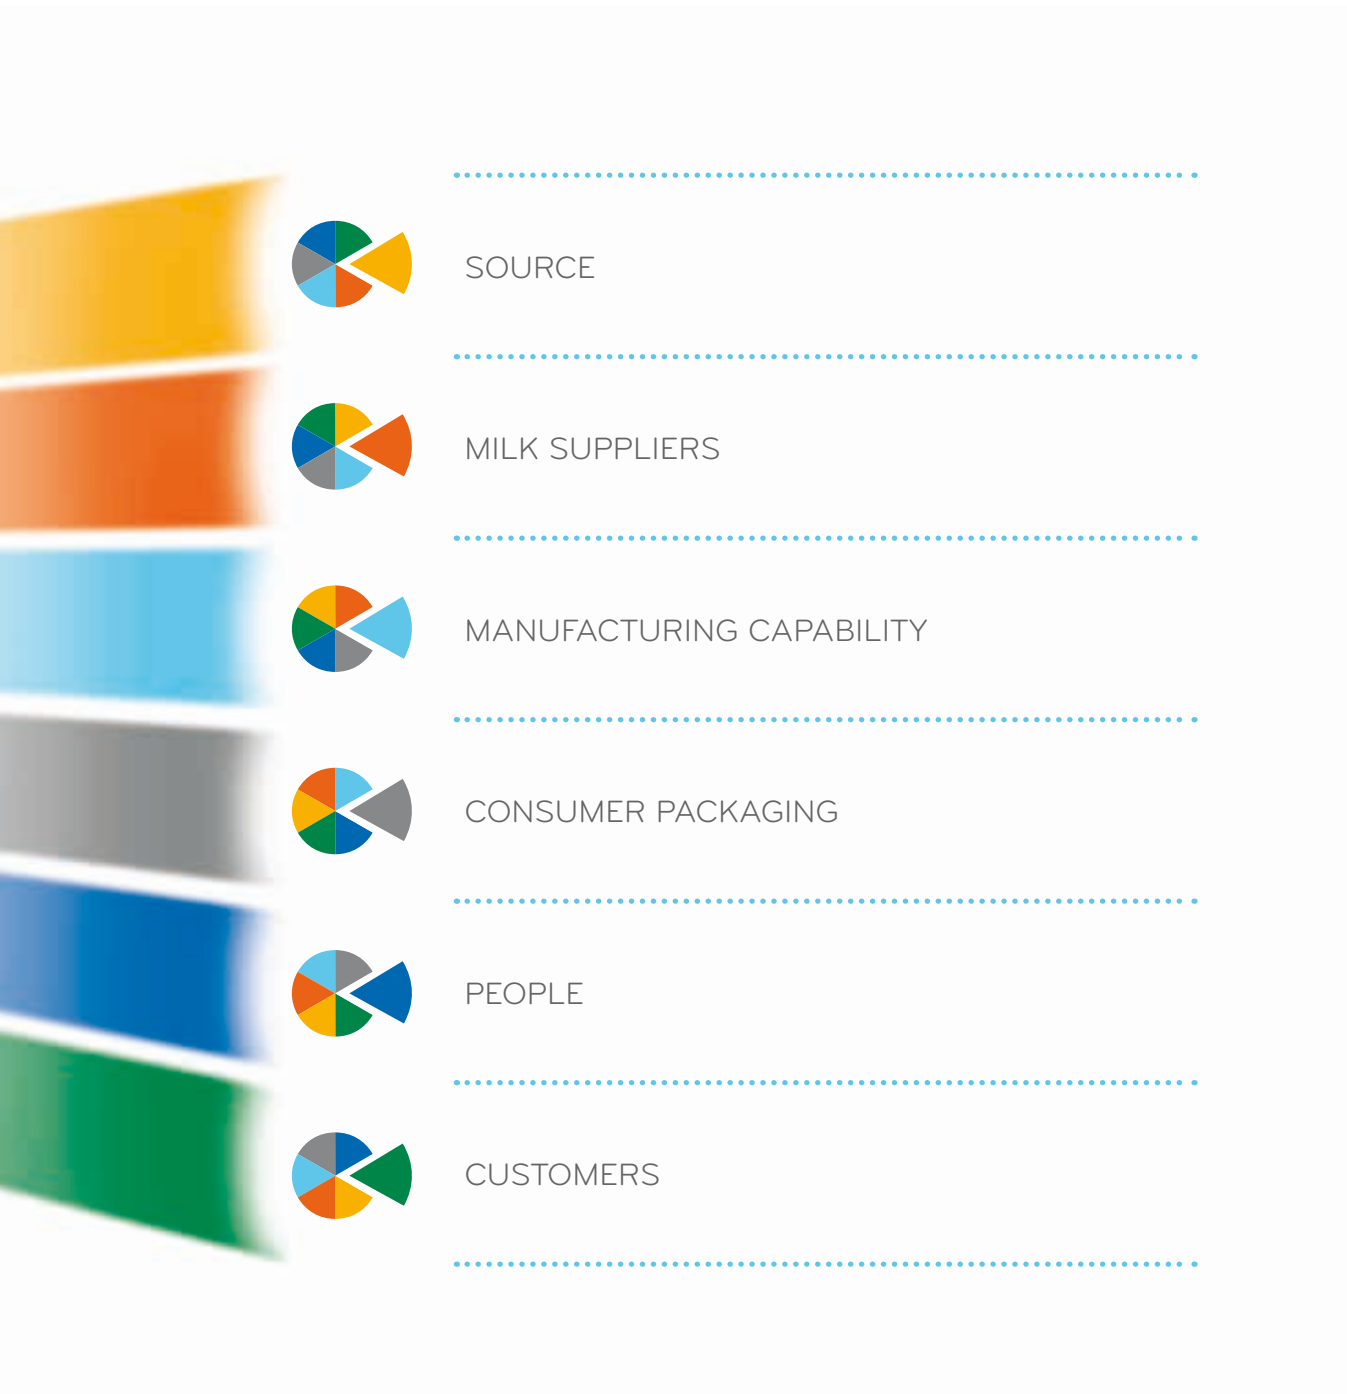 SOURCE
MILK SUPPLIERS
MANUFACTURING CAPABILITY
CONSUMER PACKAGING
PEOPLE
CUSTOMERS